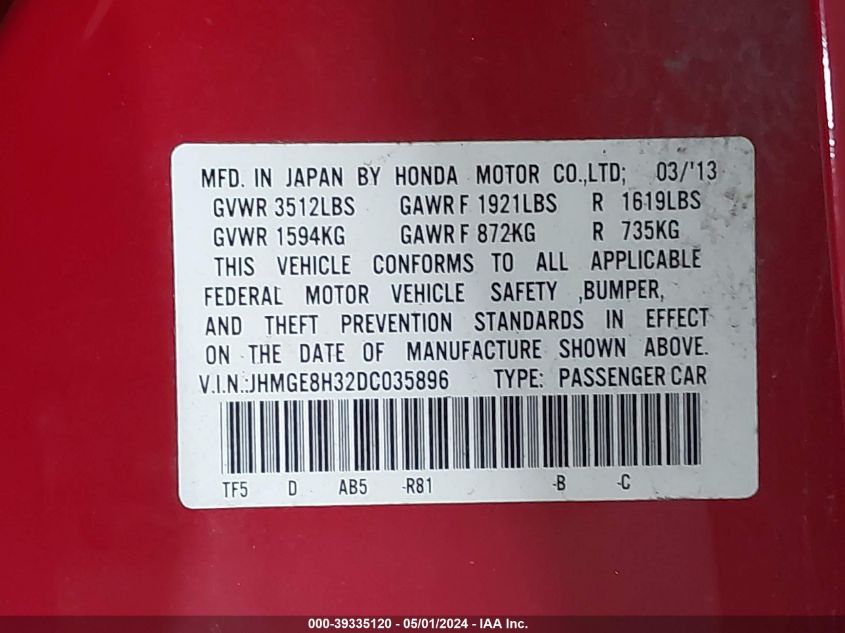 MFD. IN JAPAN BY HONDA MOTOR CO.,LTD; 03/'13
GVWR 3512LBS GAWR F 1921LBS R 1619LBS
GVWR 1594KG GAWR F 872KG R 735KG
THIS VEHICLE CONFORMS TO ALL APPLICABLE
FEDERAL MOTOR VEHICLE SAFETY ,BUMPER,
AND THEFT PREVENTION STANDARDS IN EFFECT
ON THE DATE OF MANUFACTURE SHOWN ABOVE.
V.I.N.:JHMGE8H32DC035896 TYPE: PASSENGER CAR
TF5 D AB5 -R81 -B -C
000-39335120 - 05/01/2024 - IAA Inc.